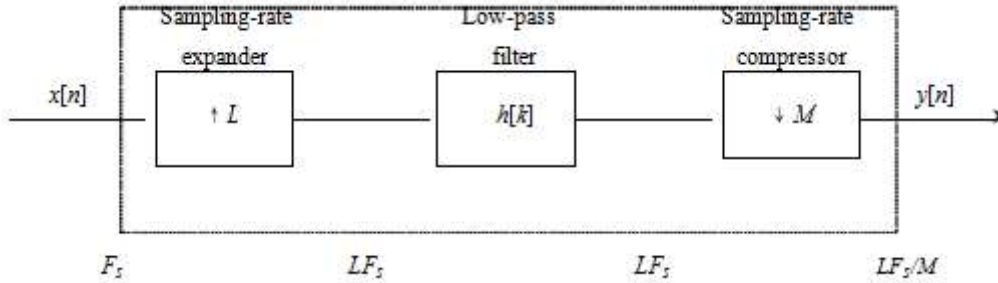 Sampling-rate Low-pass Sampling-rate
expander filter compressor
x[n] ↑ L h[k] ↓ M y[n]
Fs LFs LFs LFs/M